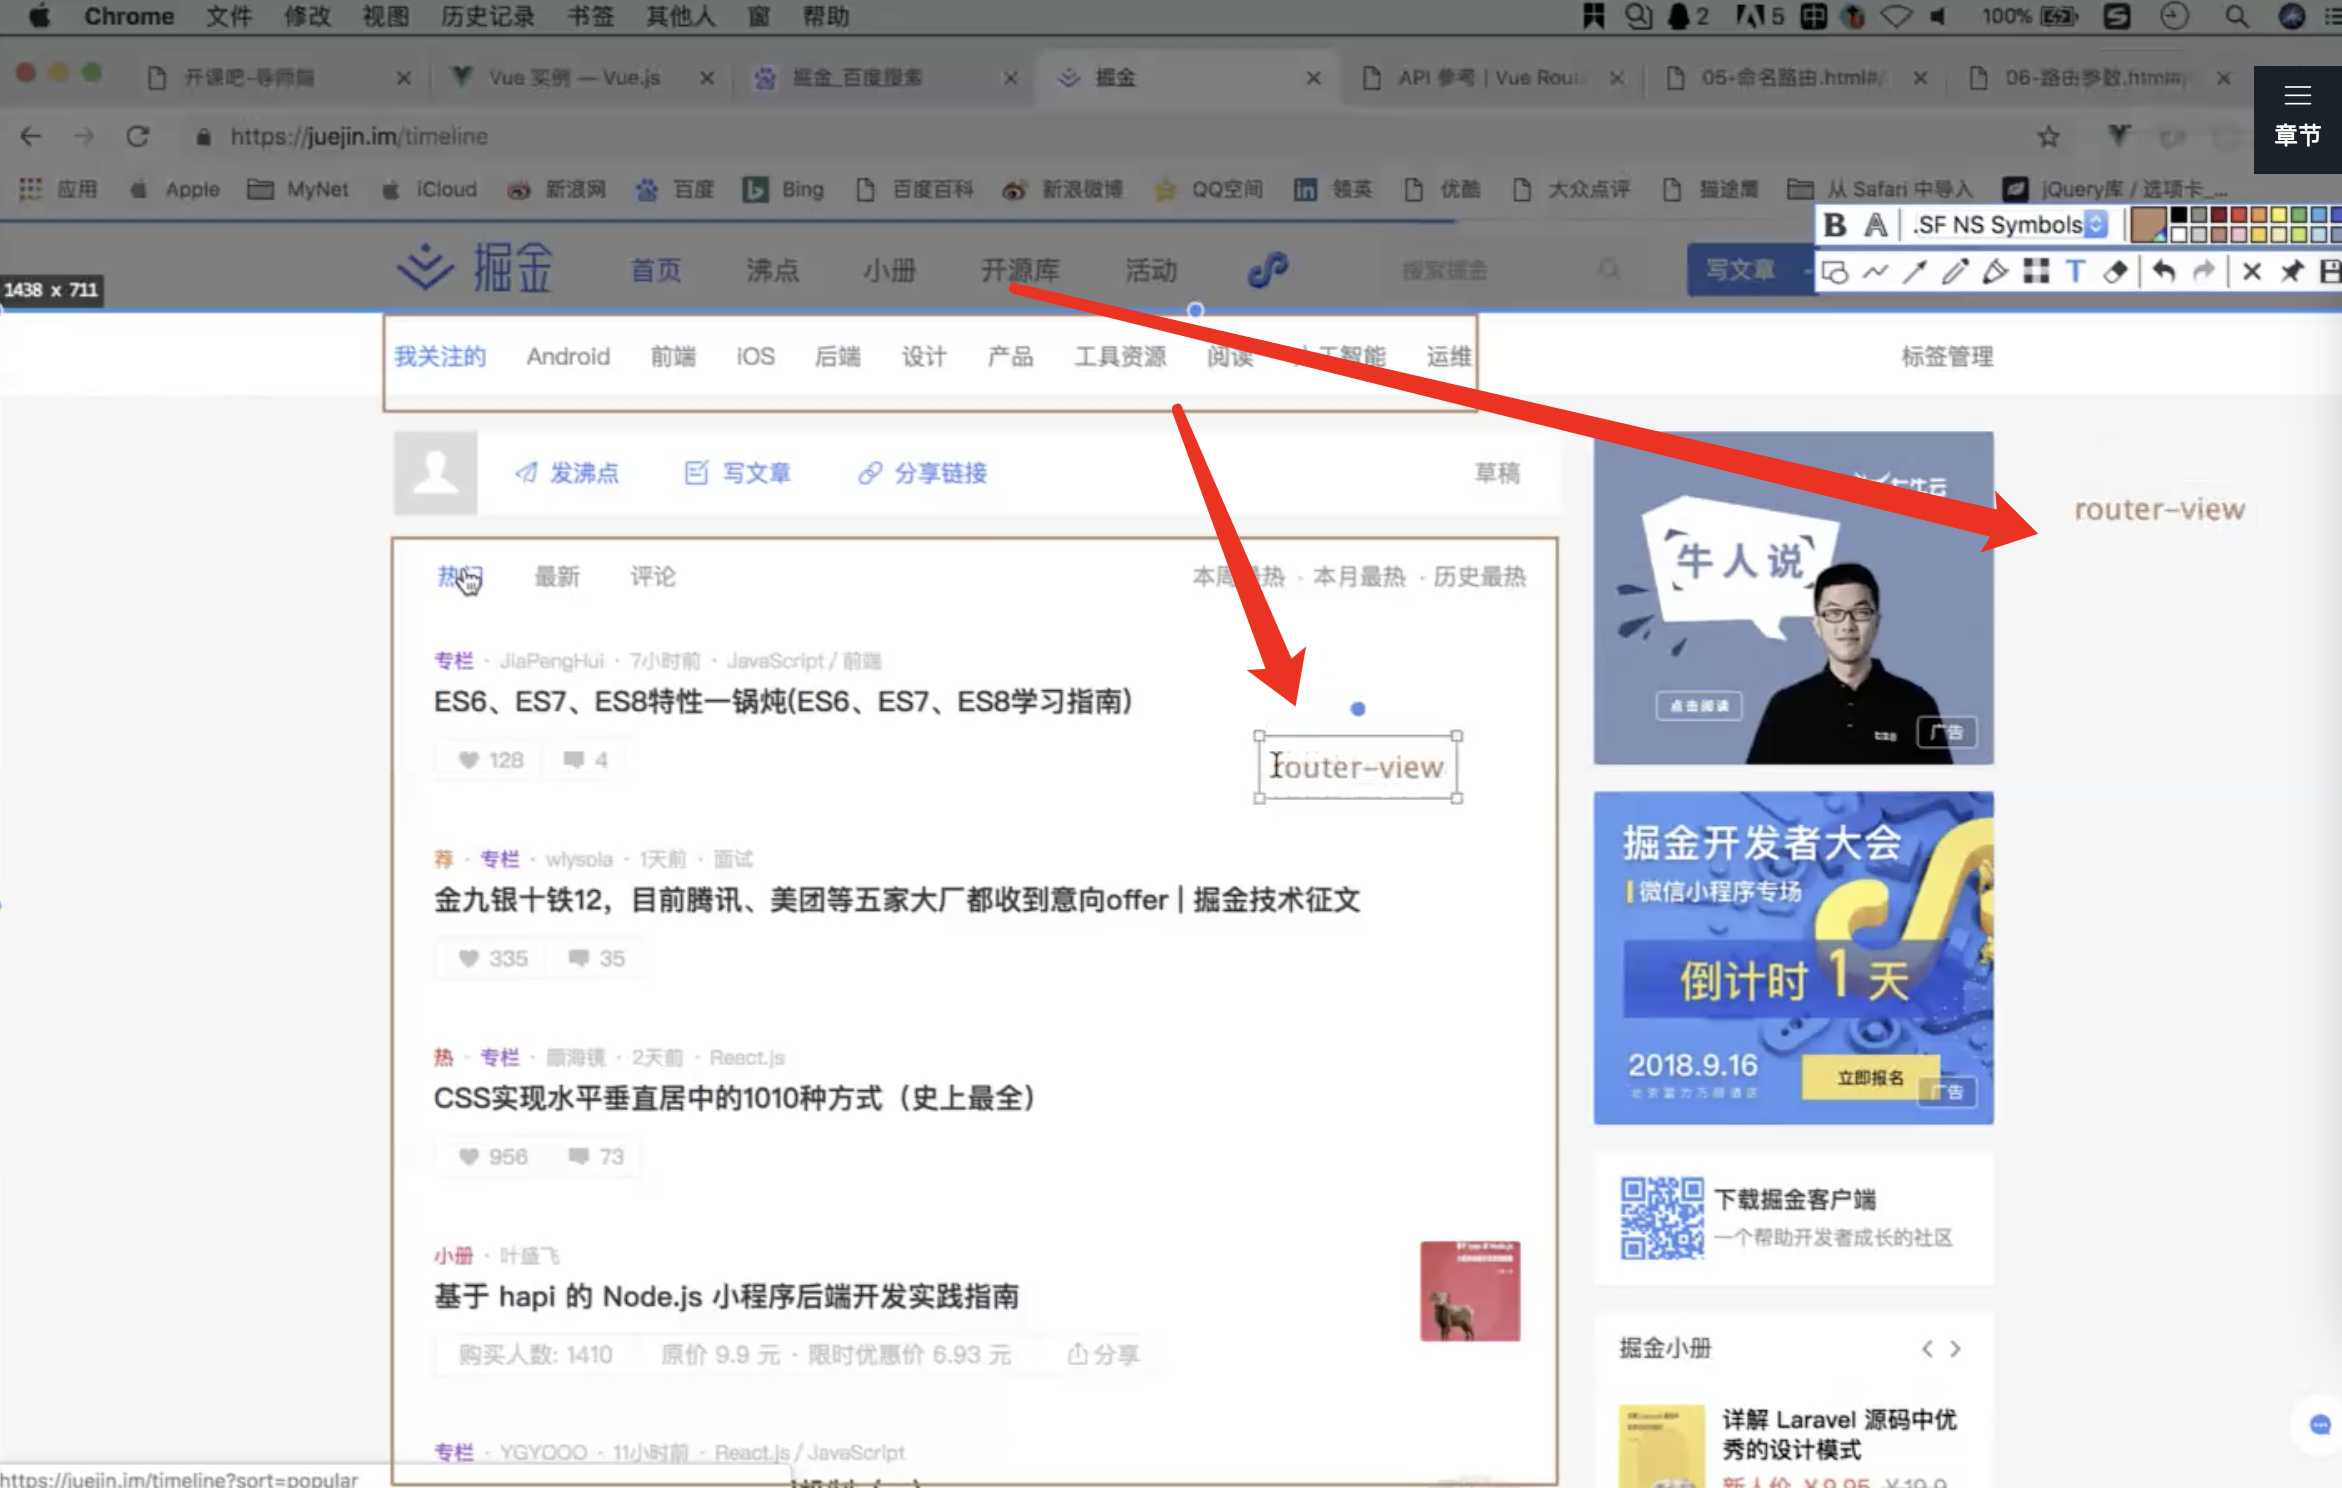 Chrome 文件 修改 视图 历史记录 书签 其他人 窗 帮助 2 5 100%
开课吧-导师篇 Vue 实例 — Vue.js 掘金_百度搜索 掘金 API 参考 | Vue Rout 05-命名路由.html#/ 06-路由参数.html#/
章节
https://juejin.im/timeline
应用 Apple MyNet iCloud 新浪网 百度 Bing 百度百科 新浪微博 QQ空间 领英 优酷 大众点评 猫途鹰 从 Safari 中导入 jQuery库 / 选项卡_...
B A .SF NS Symbols
掘金 首页 沸点 小册 开源库 活动 搜索掘金 写文章
1438 x 711
我关注的 Android 前端 iOS 后端 设计 产品 工具资源 阅读 人工智能 运维 标签管理
发沸点 写文章 分享链接 草稿
router-view
牛人说
点击阅读
广告
热门 最新 评论 本周最热 · 本月最热 · 历史最热
专栏 · JiaPengHui · 7小时前 · JavaScript / 前端
ES6、ES7、ES8特性一锅炖(ES6、ES7、ES8学习指南)
128 4
router-view
荐 · 专栏 · wlysola · 1天前 · 面试
金九银十铁12，目前腾讯、美团等五家大厂都收到意向offer | 掘金技术征文
335 35
热 · 专栏 · 颜海镜 · 2天前 · React.js
CSS实现水平垂直居中的1010种方式（史上最全）
956 73
小册 · 叶盛飞
基于 hapi 的 Node.js 小程序后端开发实践指南
购买人数: 1410 原价 9.9 元 · 限时优惠价 6.93 元 分享
专栏 · YGYOOO · 11小时前 · React.js / JavaScript
https://juejin.im/timeline?sort=popular
掘金开发者大会
微信小程序专场
倒计时 1 天
2018.9.16
立即报名
广告
下载掘金客户端
一个帮助开发者成长的社区
掘金小册
详解 Laravel 源码中优
秀的设计模式
新人价 ¥9.95 ¥19.9